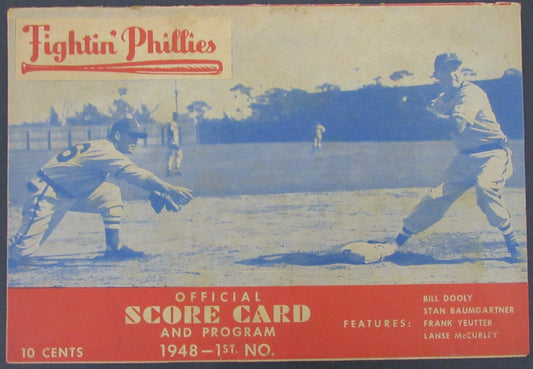 Fightin' Phillies
6
OFFICIAL
SCORE CARD
AND PROGRAM
1948—1ST. NO.
10 CENTS
FEATURES:
BILL DOOLY
STAN BAUMGARTNER
FRANK YEUTTER
LANSE McCURLEY